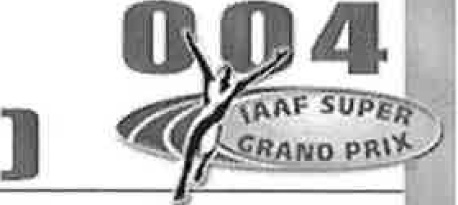 004
IAAF SUPER
GRAND PRIX